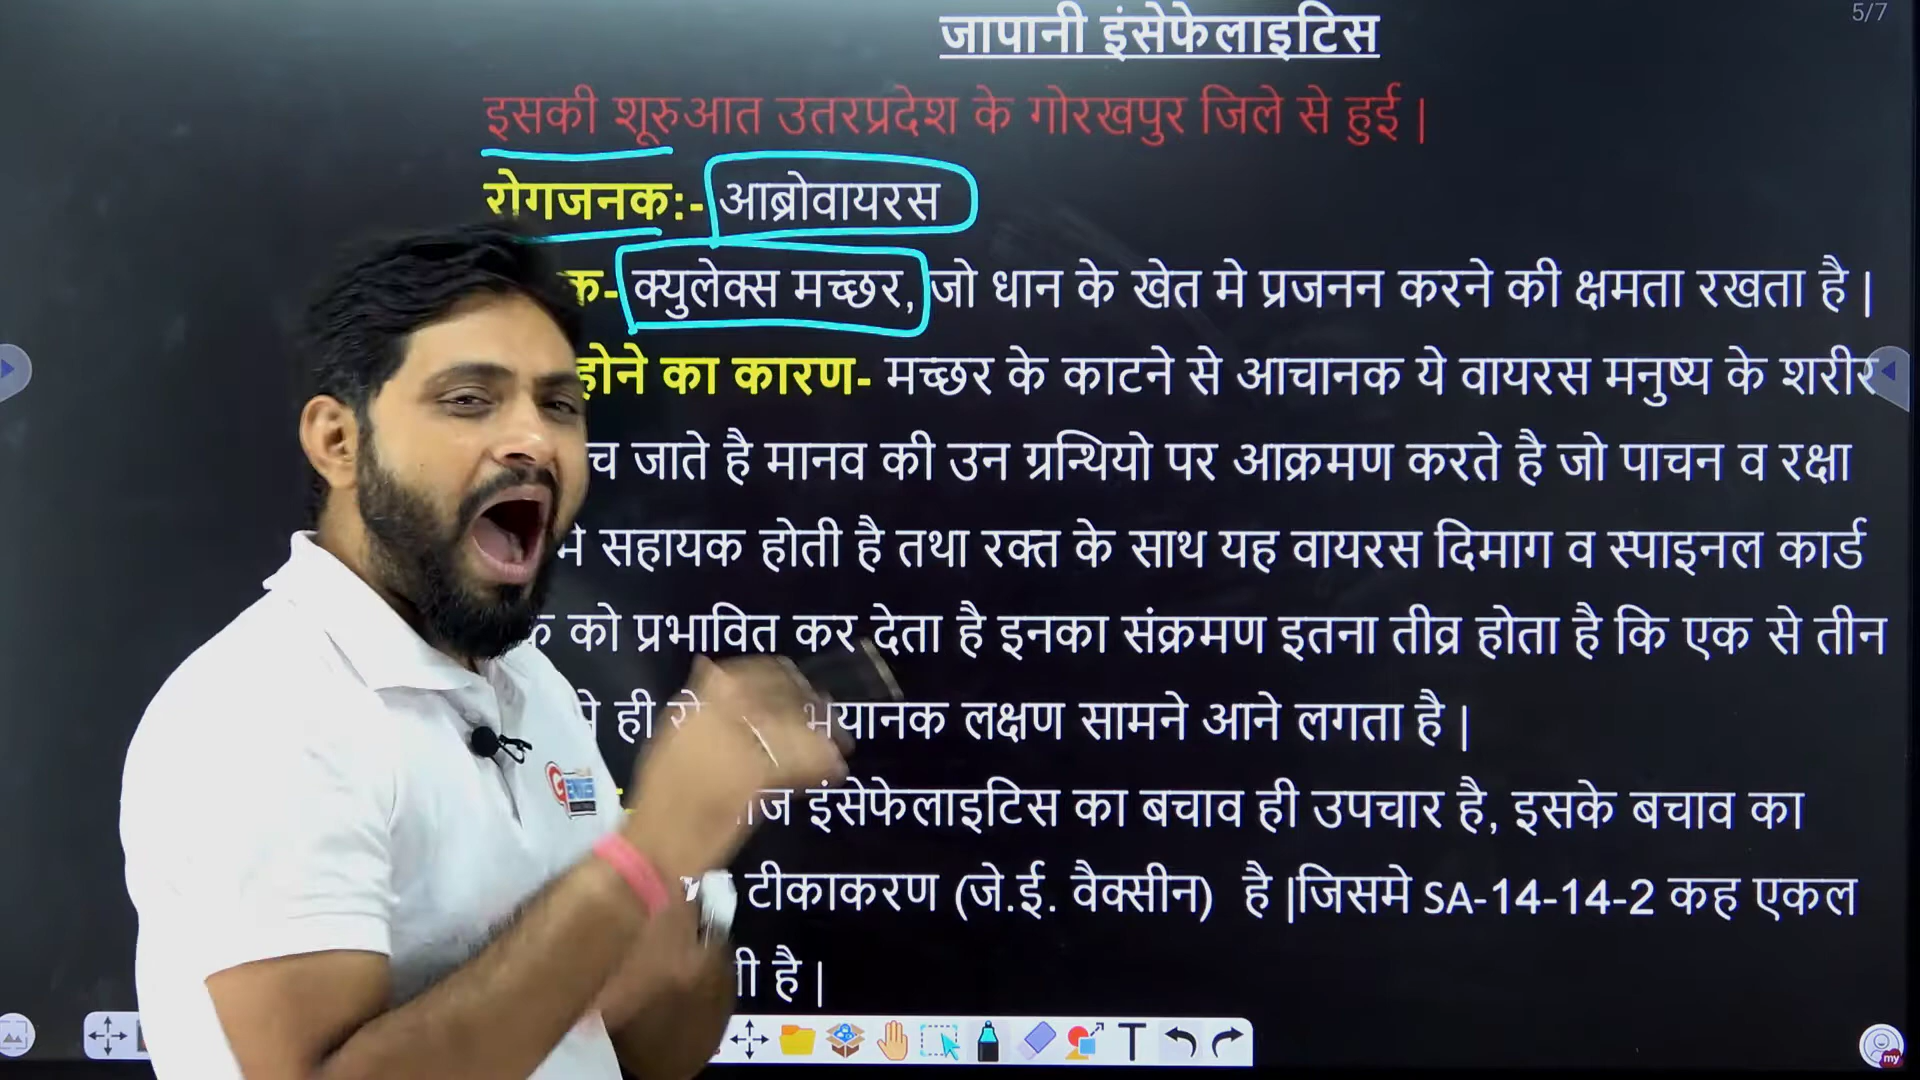 जापानी इंसेफेलाइटिस
5/7
इसकी शूरुआत उतरप्रदेश के गोरखपुर जिले से हुई |
रोगजनक:- आब्रोवायरस
क्युलेक्स मच्छर, जो धान के खेत मे प्रजनन करने की क्षमता रखता है |
होने का कारण- मच्छर के काटने से आचानक ये वायरस मनुष्य के शरीर
जाते है मानव की उन ग्रन्थियो पर आक्रमण करते है जो पाचन व रक्षा
मे सहायक होती है तथा रक्त के साथ यह वायरस दिमाग व स्पाइनल कार्ड
को प्रभावित कर देता है इनका संक्रमण इतना तीव्र होता है कि एक से तीन
ही भयानक लक्षण सामने आने लगता है |
इंसेफेलाइटिस का बचाव ही उपचार है, इसके बचाव का
टीकाकरण (जे.ई. वैक्सीन) है |जिसमे SA-14-14-2 कह एकल
है |
T
my